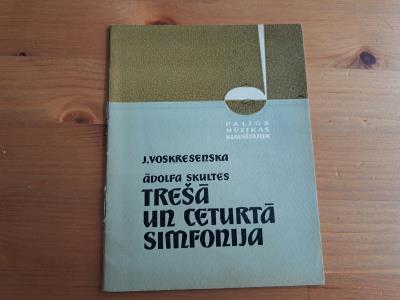 PALĪGS
MŪZIKAS
KLAUSĪTĀJIEM
J.VOSKRESENSKA
ĀDOLFA SKULTES
TREŠĀ
UN CETURTĀ
SIMFONIJA